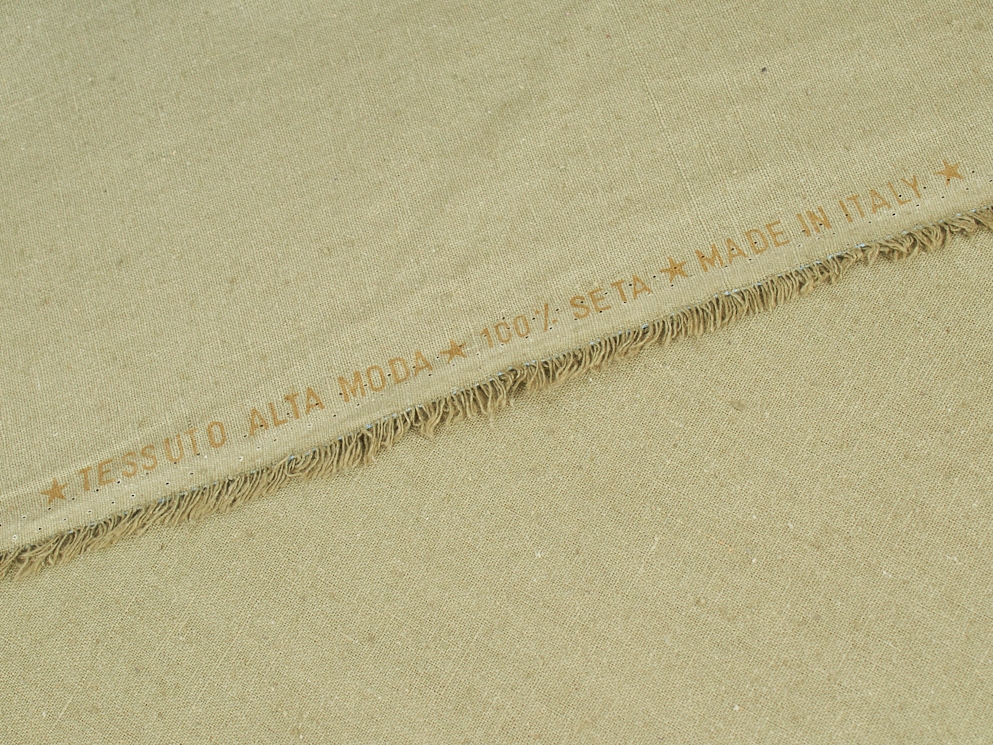 ★ TESSUTO ALTA MODA ★ 100% SETA ★ MADE IN ITALY ★